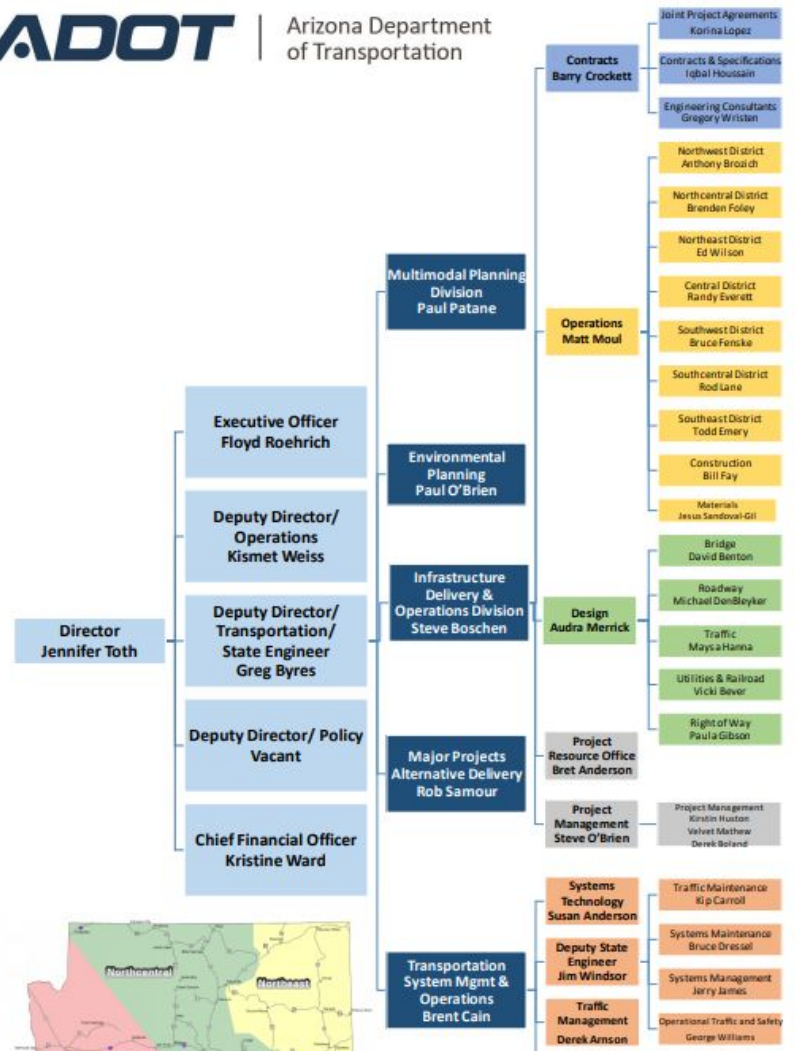 ADOT
Arizona Department
of Transportation
Director
Jennifer Toth
Executive Officer
Floyd Roehrich
Deputy Director/
Operations
Kismet Weiss
Deputy Director/
Transportation/
State Engineer
Greg Byres
Deputy Director/ Policy
Vacant
Chief Financial Officer
Kristine Ward
Multimodal Planning
Division
Paul Patane
Environmental
Planning
Paul O'Brien
Infrastructure
Delivery &
Operations Division
Steve Boschen
Major Projects
Alternative Delivery
Rob Samour
Transportation
System Mgmt &
Operations
Brent Cain
Contracts
Barry Crockett
Joint Project Agreements
Korina Lopez
Contracts & Specifications
Iqbal Houssain
Engineering Consultants
Gregory Wristen
Operations
Matt Moul
Northwest District
Anthony Brozich
Northcentral District
Brenden Foley
Northeast District
Ed Wilson
Central District
Randy Everett
Southwest District
Bruce Fenske
Southcentral District
Rod Lane
Southeast District
Todd Emery
Construction
Bill Fay
Materials
Jesus Sandoval-Gil
Design
Audra Merrick
Bridge
David Benton
Roadway
Michael DenBleyker
Traffic
Maysa Hanna
Utilities & Railroad
Vicki Bever
Right of Way
Paula Gibson
Project
Resource Office
Bret Anderson
Project
Management
Steve O'Brien
Project Management
Kirstin Huston
Velvet Mathew
Derek Boland
Systems
Technology
Susan Anderson
Deputy State
Engineer
Jim Windsor
Traffic
Management
Derek Arnson
Traffic Maintenance
Kip Carroll
Systems Maintenance
Bruce Dressel
Systems Management
Jerry James
Operational Traffic and Safety
George Williams
Northcentral
Northeast